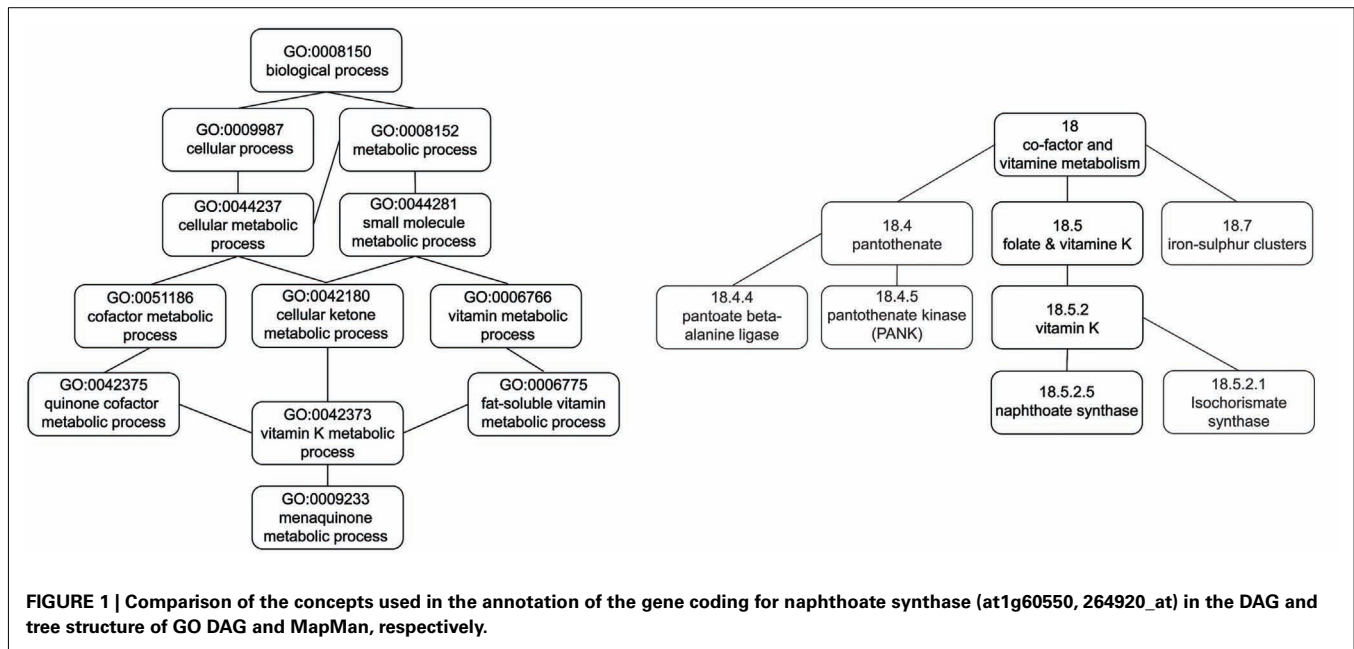 GO:0008150
biological process
GO:0009987
cellular process
GO:0008152
metabolic process
GO:0044237
cellular metabolic
process
GO:0044281
small molecule
metabolic process
GO:0051186
cofactor metabolic
process
GO:0042180
cellular ketone
metabolic process
GO:0006766
vitamin metabolic
process
GO:0042375
quinone cofactor
metabolic process
GO:0042373
vitamin K metabolic
process
GO:0006775
fat-soluble vitamin
metabolic process
GO:0009233
menaquinone
metabolic process
18
co-factor and
vitamine metabolism
18.4
pantothenate
18.5
folate & vitamine K
18.7
iron-sulphur clusters
18.4.4
pantoate beta-
alanine ligase
18.4.5
pantothenate kinase
(PANK)
18.5.2
vitamin K
18.5.2.5
naphthoate synthase
18.5.2.1
Isochorismate
synthase
FIGURE 1 | Comparison of the concepts used in the annotation of the gene coding for naphthoate synthase (at1g60550, 264920_at) in the DAG and
tree structure of GO DAG and MapMan, respectively.